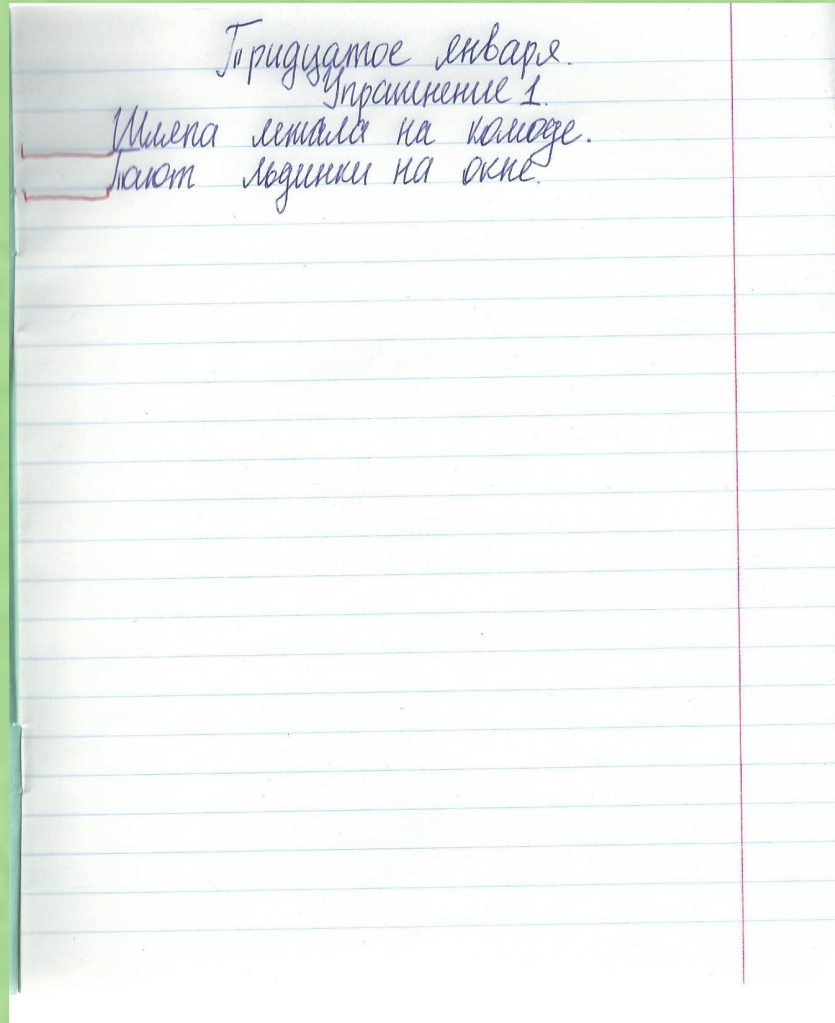 Тридцатое января.
Упражнение 1.
Шляпа лежала на комоде.
Тают льдинки на окне.